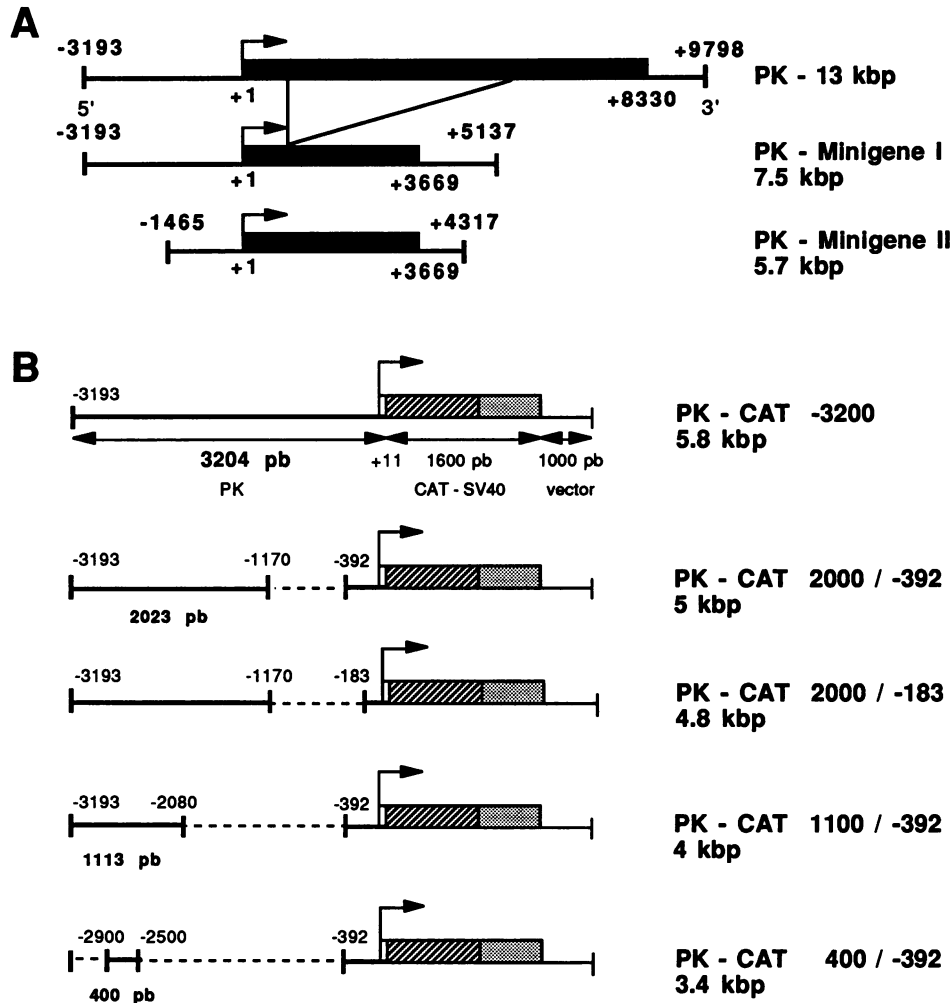 A
-3193
+9798
PK - 13 kbp
+1
+8330
5'
3'
-3193
+5137
PK - Minigene I
7.5 kbp
+1
+3669
-1465
+4317
PK - Minigene II
5.7 kbp
+1
+3669
B
-3193
PK - CAT -3200
5.8 kbp
3204 pb
+11
1600 pb
1000 pb
PK
CAT - SV40
vector
-3193
-1170
-392
PK - CAT 2000 / -392
5 kbp
2023 pb
-3193
-1170
-183
PK - CAT 2000 / -183
4.8 kbp
-3193
-2080
-392
PK - CAT 1100 / -392
4 kbp
1113 pb
-2900
-2500
-392
PK - CAT 400 / -392
3.4 kbp
400 pb